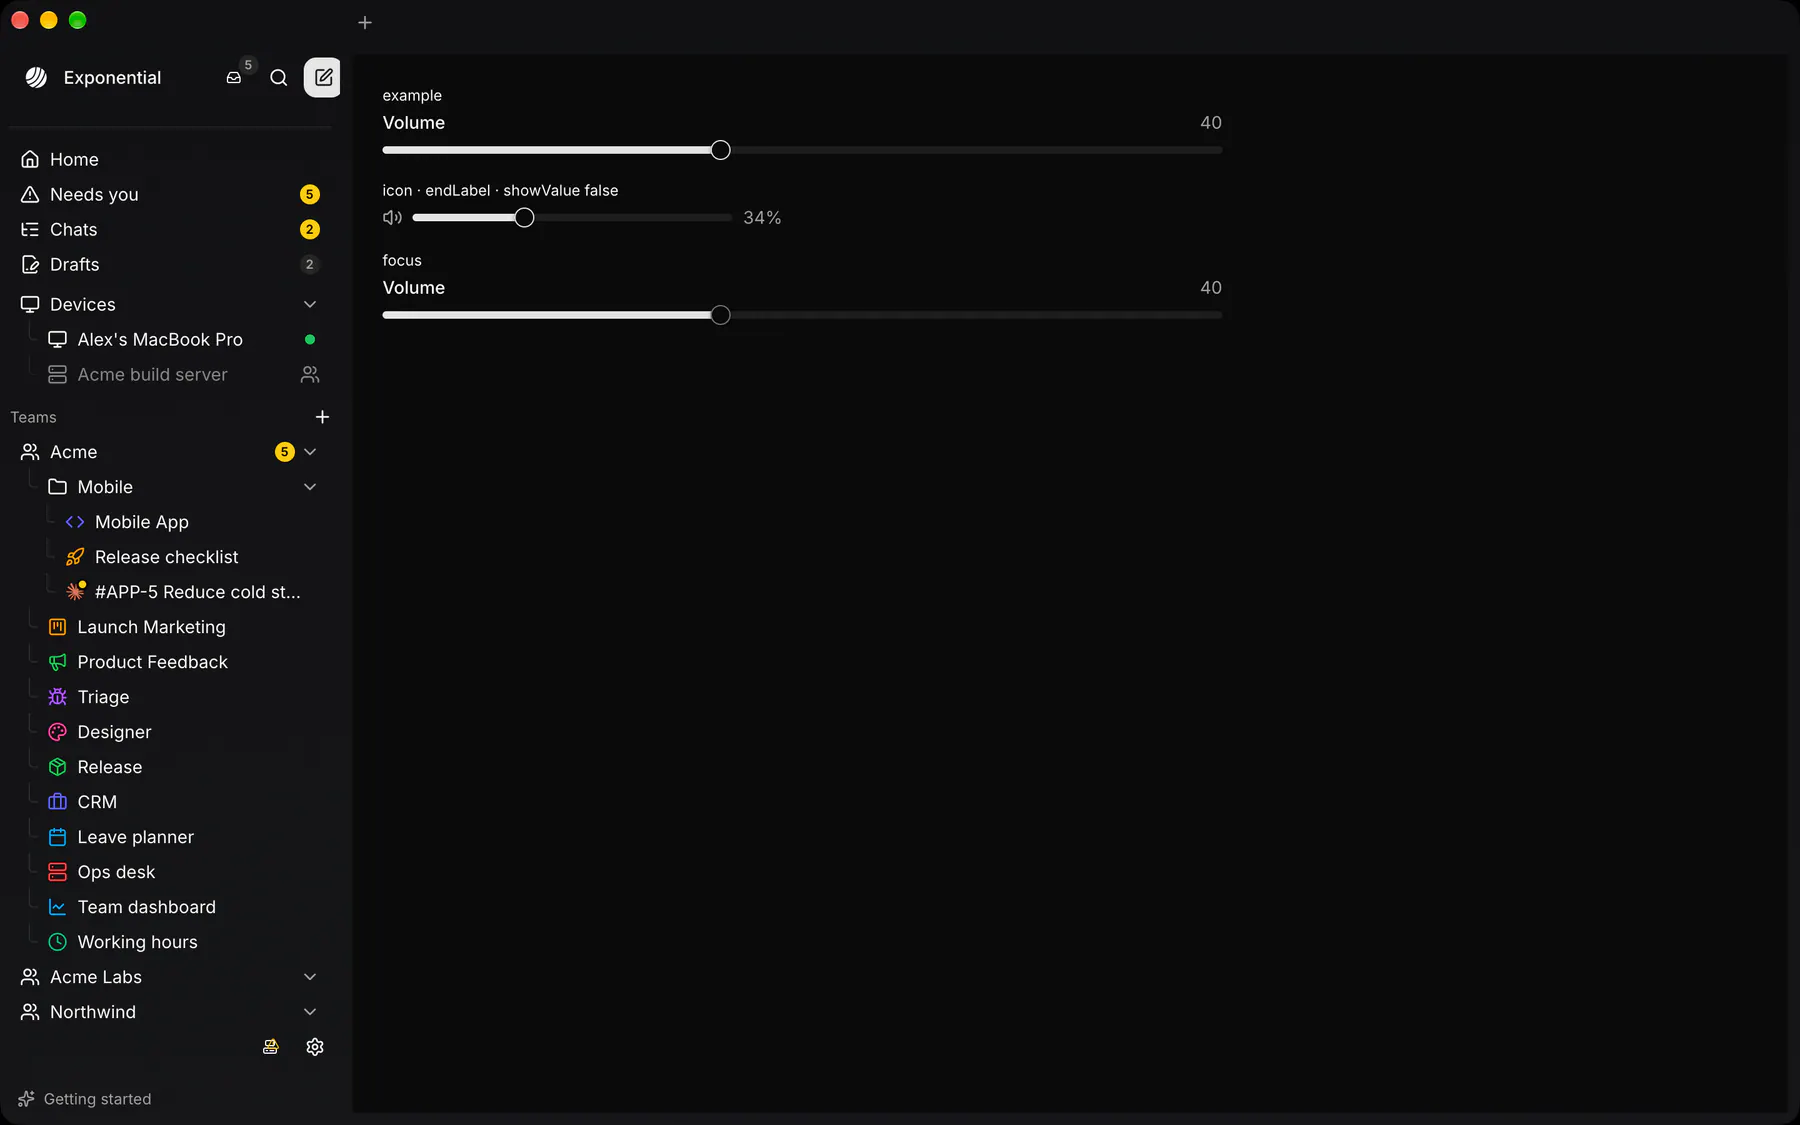 Exponential
5
Home
Needs you
5
Chats
2
Drafts
2
Devices
Alex's MacBook Pro
Acme build server
Teams
Acme
5
Mobile
Mobile App
Release checklist
#APP-5 Reduce cold st...
Launch Marketing
Product Feedback
Triage
Designer
Release
CRM
Leave planner
Ops desk
Team dashboard
Working hours
Acme Labs
Northwind
Getting started
example
Volume 40
icon · endLabel · showValue false
34%
focus
Volume 40